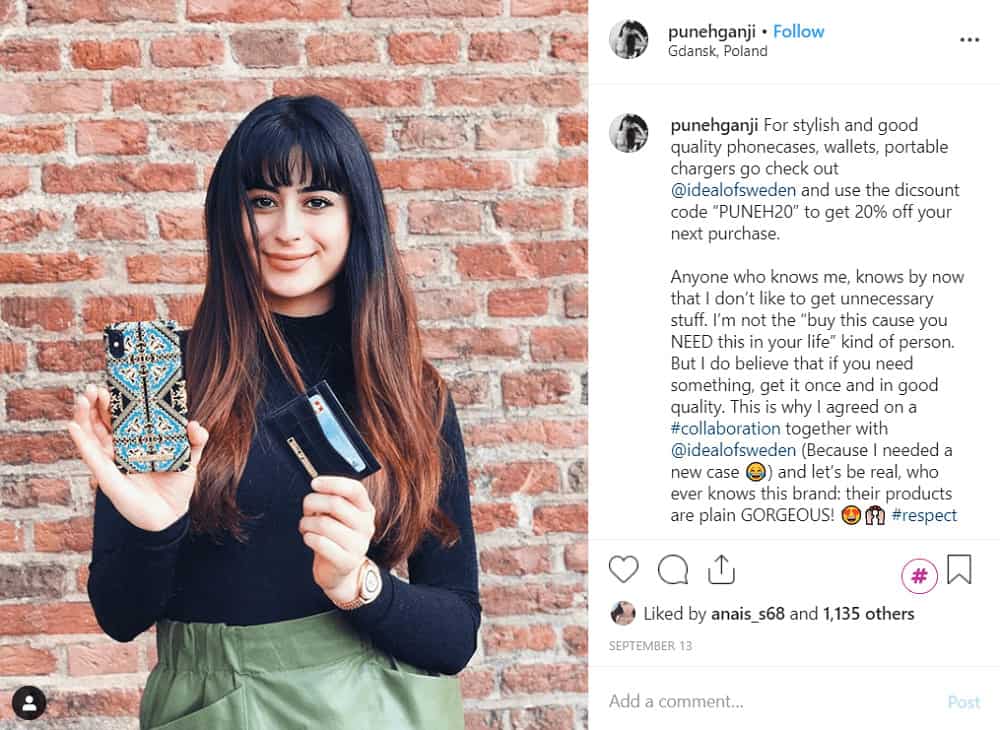 punehganji • Follow
Gdansk, Poland
punehganji For stylish and good
quality phonecases, wallets, portable
chargers go check out
@idealofsweden and use the dicsount
code "PUNEH20" to get 20% off your
next purchase.
Anyone who knows me, knows by now
that I don't like to get unnecessary
stuff. I'm not the "buy this cause you
NEED this in your life" kind of person.
But I do believe that if you need
something, get it once and in good
quality. This is why I agreed on a
#collaboration together with
@idealofsweden (Because I needed a
new case 😂) and let's be real, who
ever knows this brand: their products
are plain GORGEOUS! 😍🙌 #respect
#
Liked by anais_s68 and 1,135 others
SEPTEMBER 13
Add a comment...
Post